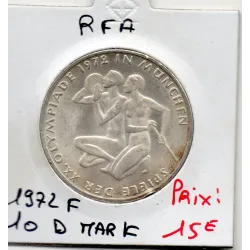 RFA
SPIELE DER XX. OLYMPIADE 1972 IN MÜNCHEN
1972 F
10 D MARK
Prix:
15€